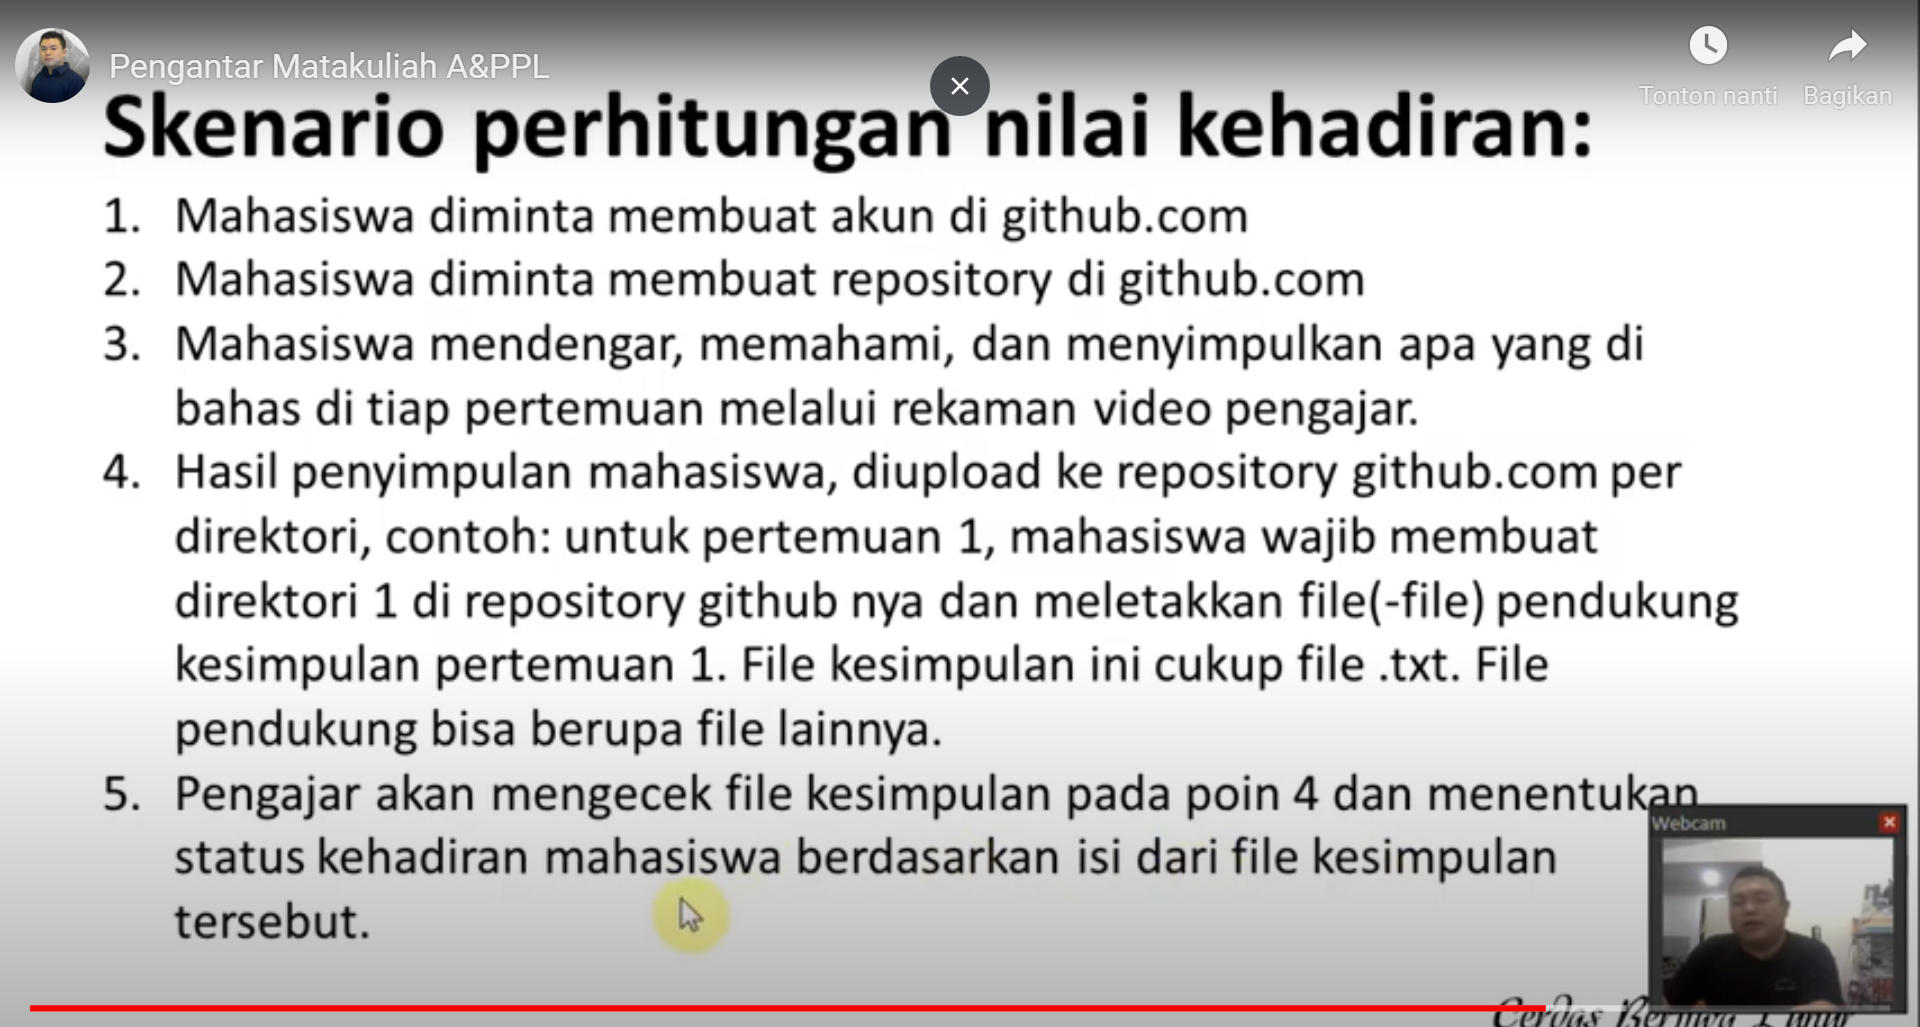 Pengantar Matakuliah A&PPL
Tonton nanti
Bagikan
Skenario perhitungan nilai kehadiran:
1. Mahasiswa diminta membuat akun di github.com
2. Mahasiswa diminta membuat repository di github.com
3. Mahasiswa mendengar, memahami, dan menyimpulkan apa yang di
bahas di tiap pertemuan melalui rekaman video pengajar.
4. Hasil penyimpulan mahasiswa, diupload ke repository github.com per
direktori, contoh: untuk pertemuan 1, mahasiswa wajib membuat
direktori 1 di repository github nya dan meletakkan file(-file) pendukung
kesimpulan pertemuan 1. File kesimpulan ini cukup file .txt. File
pendukung bisa berupa file lainnya.
5. Pengajar akan mengecek file kesimpulan pada poin 4 dan menentukan
status kehadiran mahasiswa berdasarkan isi dari file kesimpulan
tersebut.
Webcam
Cerdas